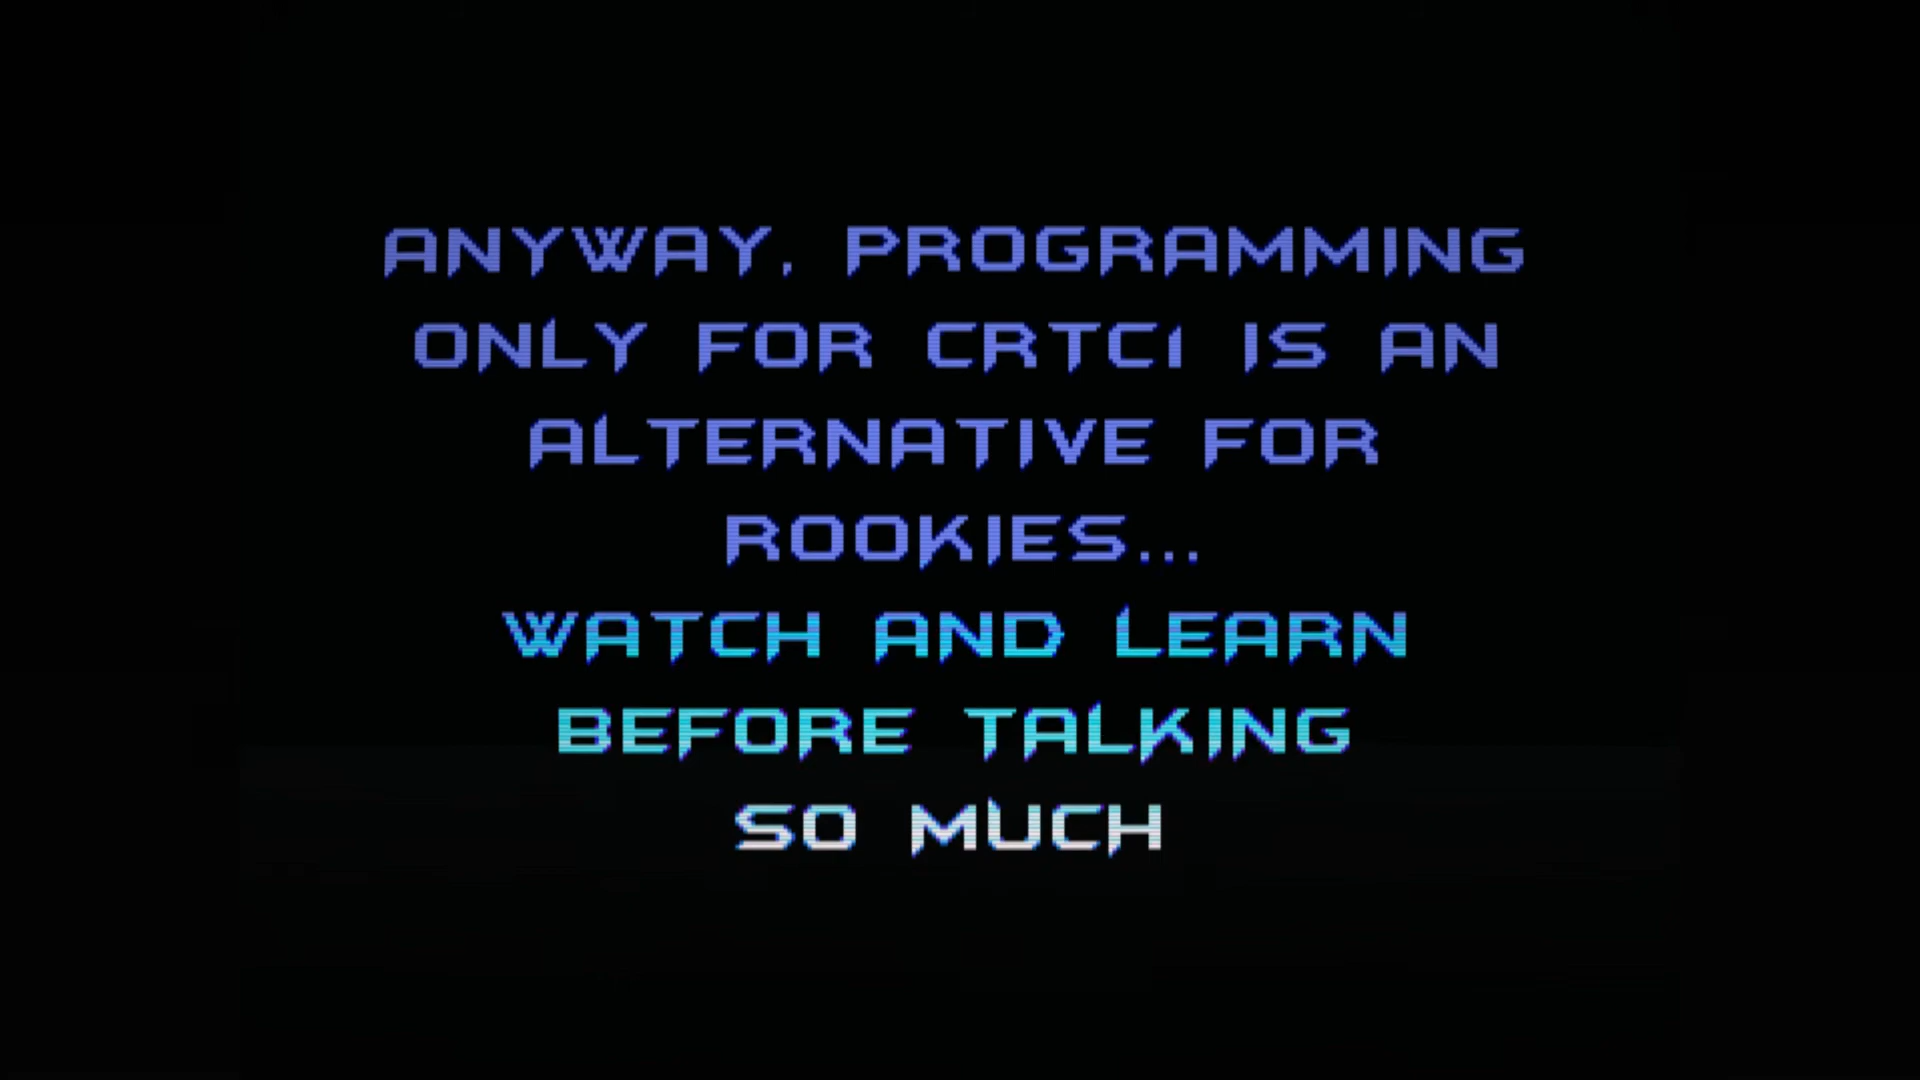 ANYWAY, PROGRAMMING
ONLY FOR CRTC1 IS AN
ALTERNATIVE FOR
ROOKIES...
WATCH AND LEARN
BEFORE TALKING
SO MUCH